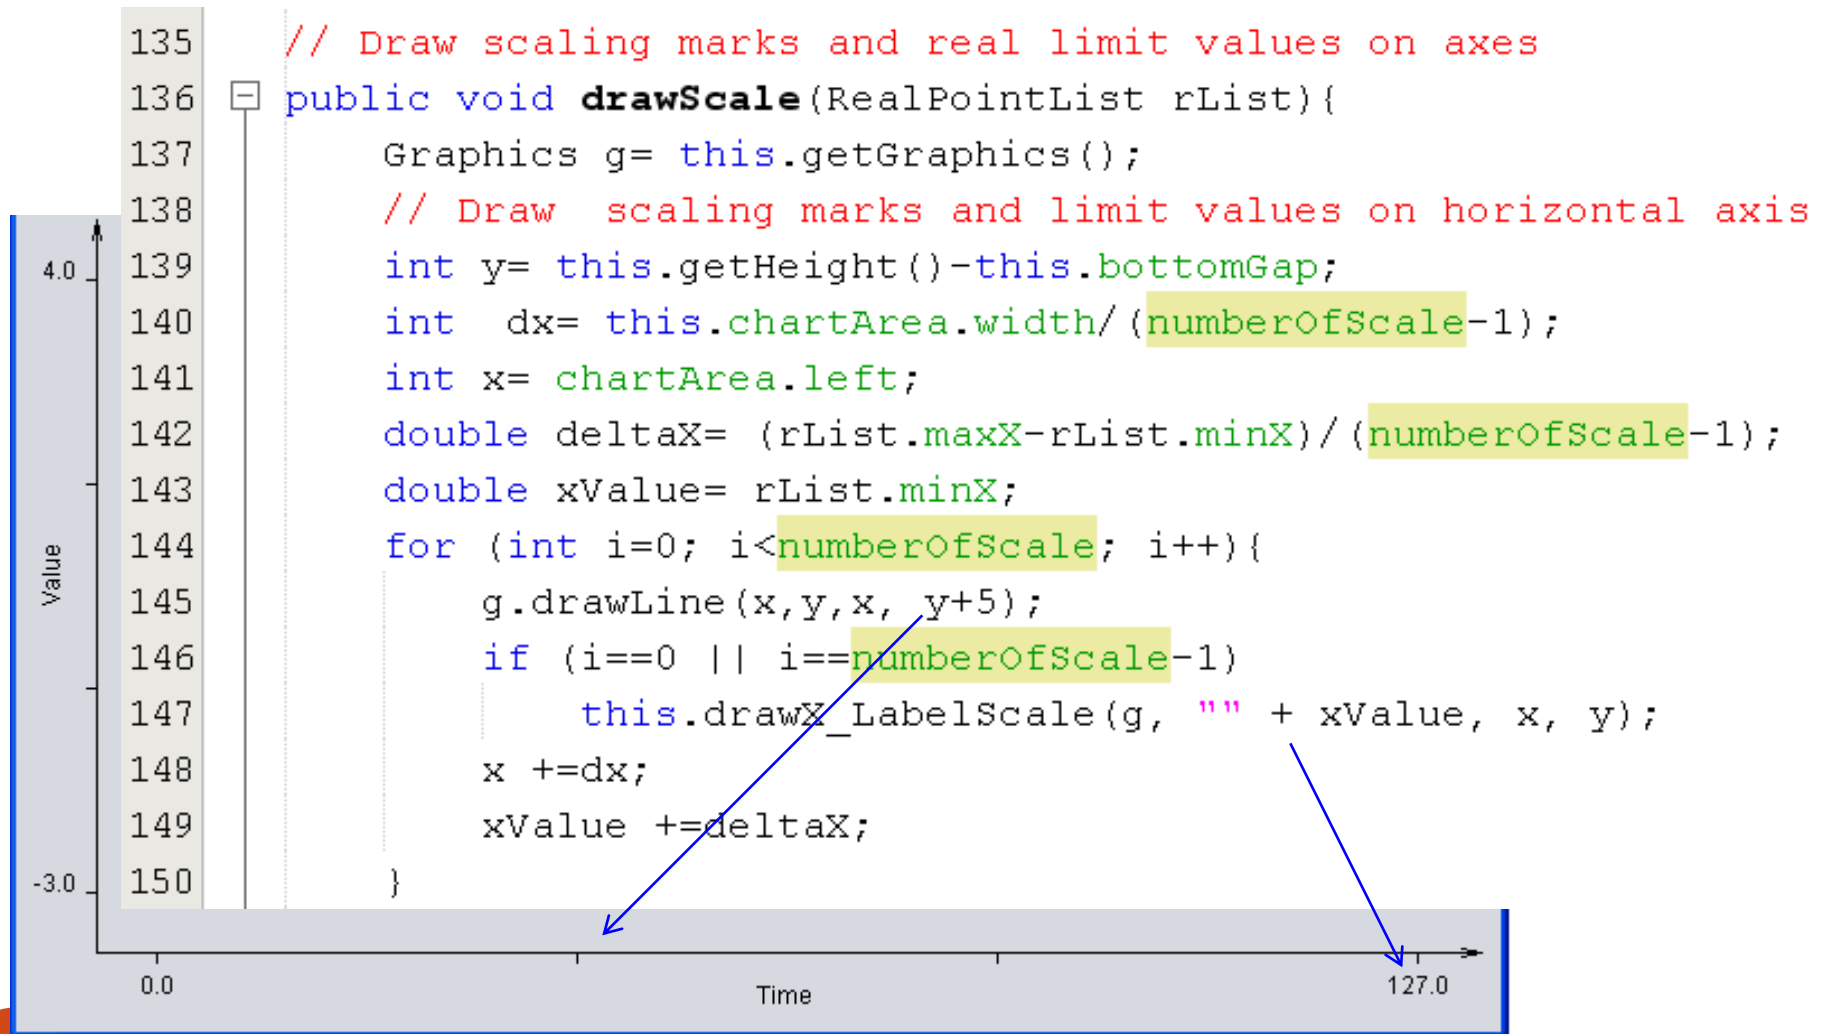 135 // Draw scaling marks and real limit values on axes
136 public void drawScale(RealPointList rList){
137 Graphics g= this.getGraphics();
138 // Draw  scaling marks and limit values on horizontal axis
139 int y= this.getHeight()-this.bottomGap;
140 int  dx= this.chartArea.width/(numberOfScale-1);
141 int x= chartArea.left;
142 double deltaX= (rList.maxX-rList.minX)/(numberOfScale-1);
143 double xValue= rList.minX;
144 for (int i=0; i<numberOfScale; i++){
145 g.drawLine(x,y,x, y+5);
146 if (i==0 || i==numberOfScale-1)
147 this.drawX_LabelScale(g, "" + xValue, x, y);
148 x +=dx;
149 xValue +=deltaX;
150 }
4.0
Value
-3.0
0.0
Time
127.0